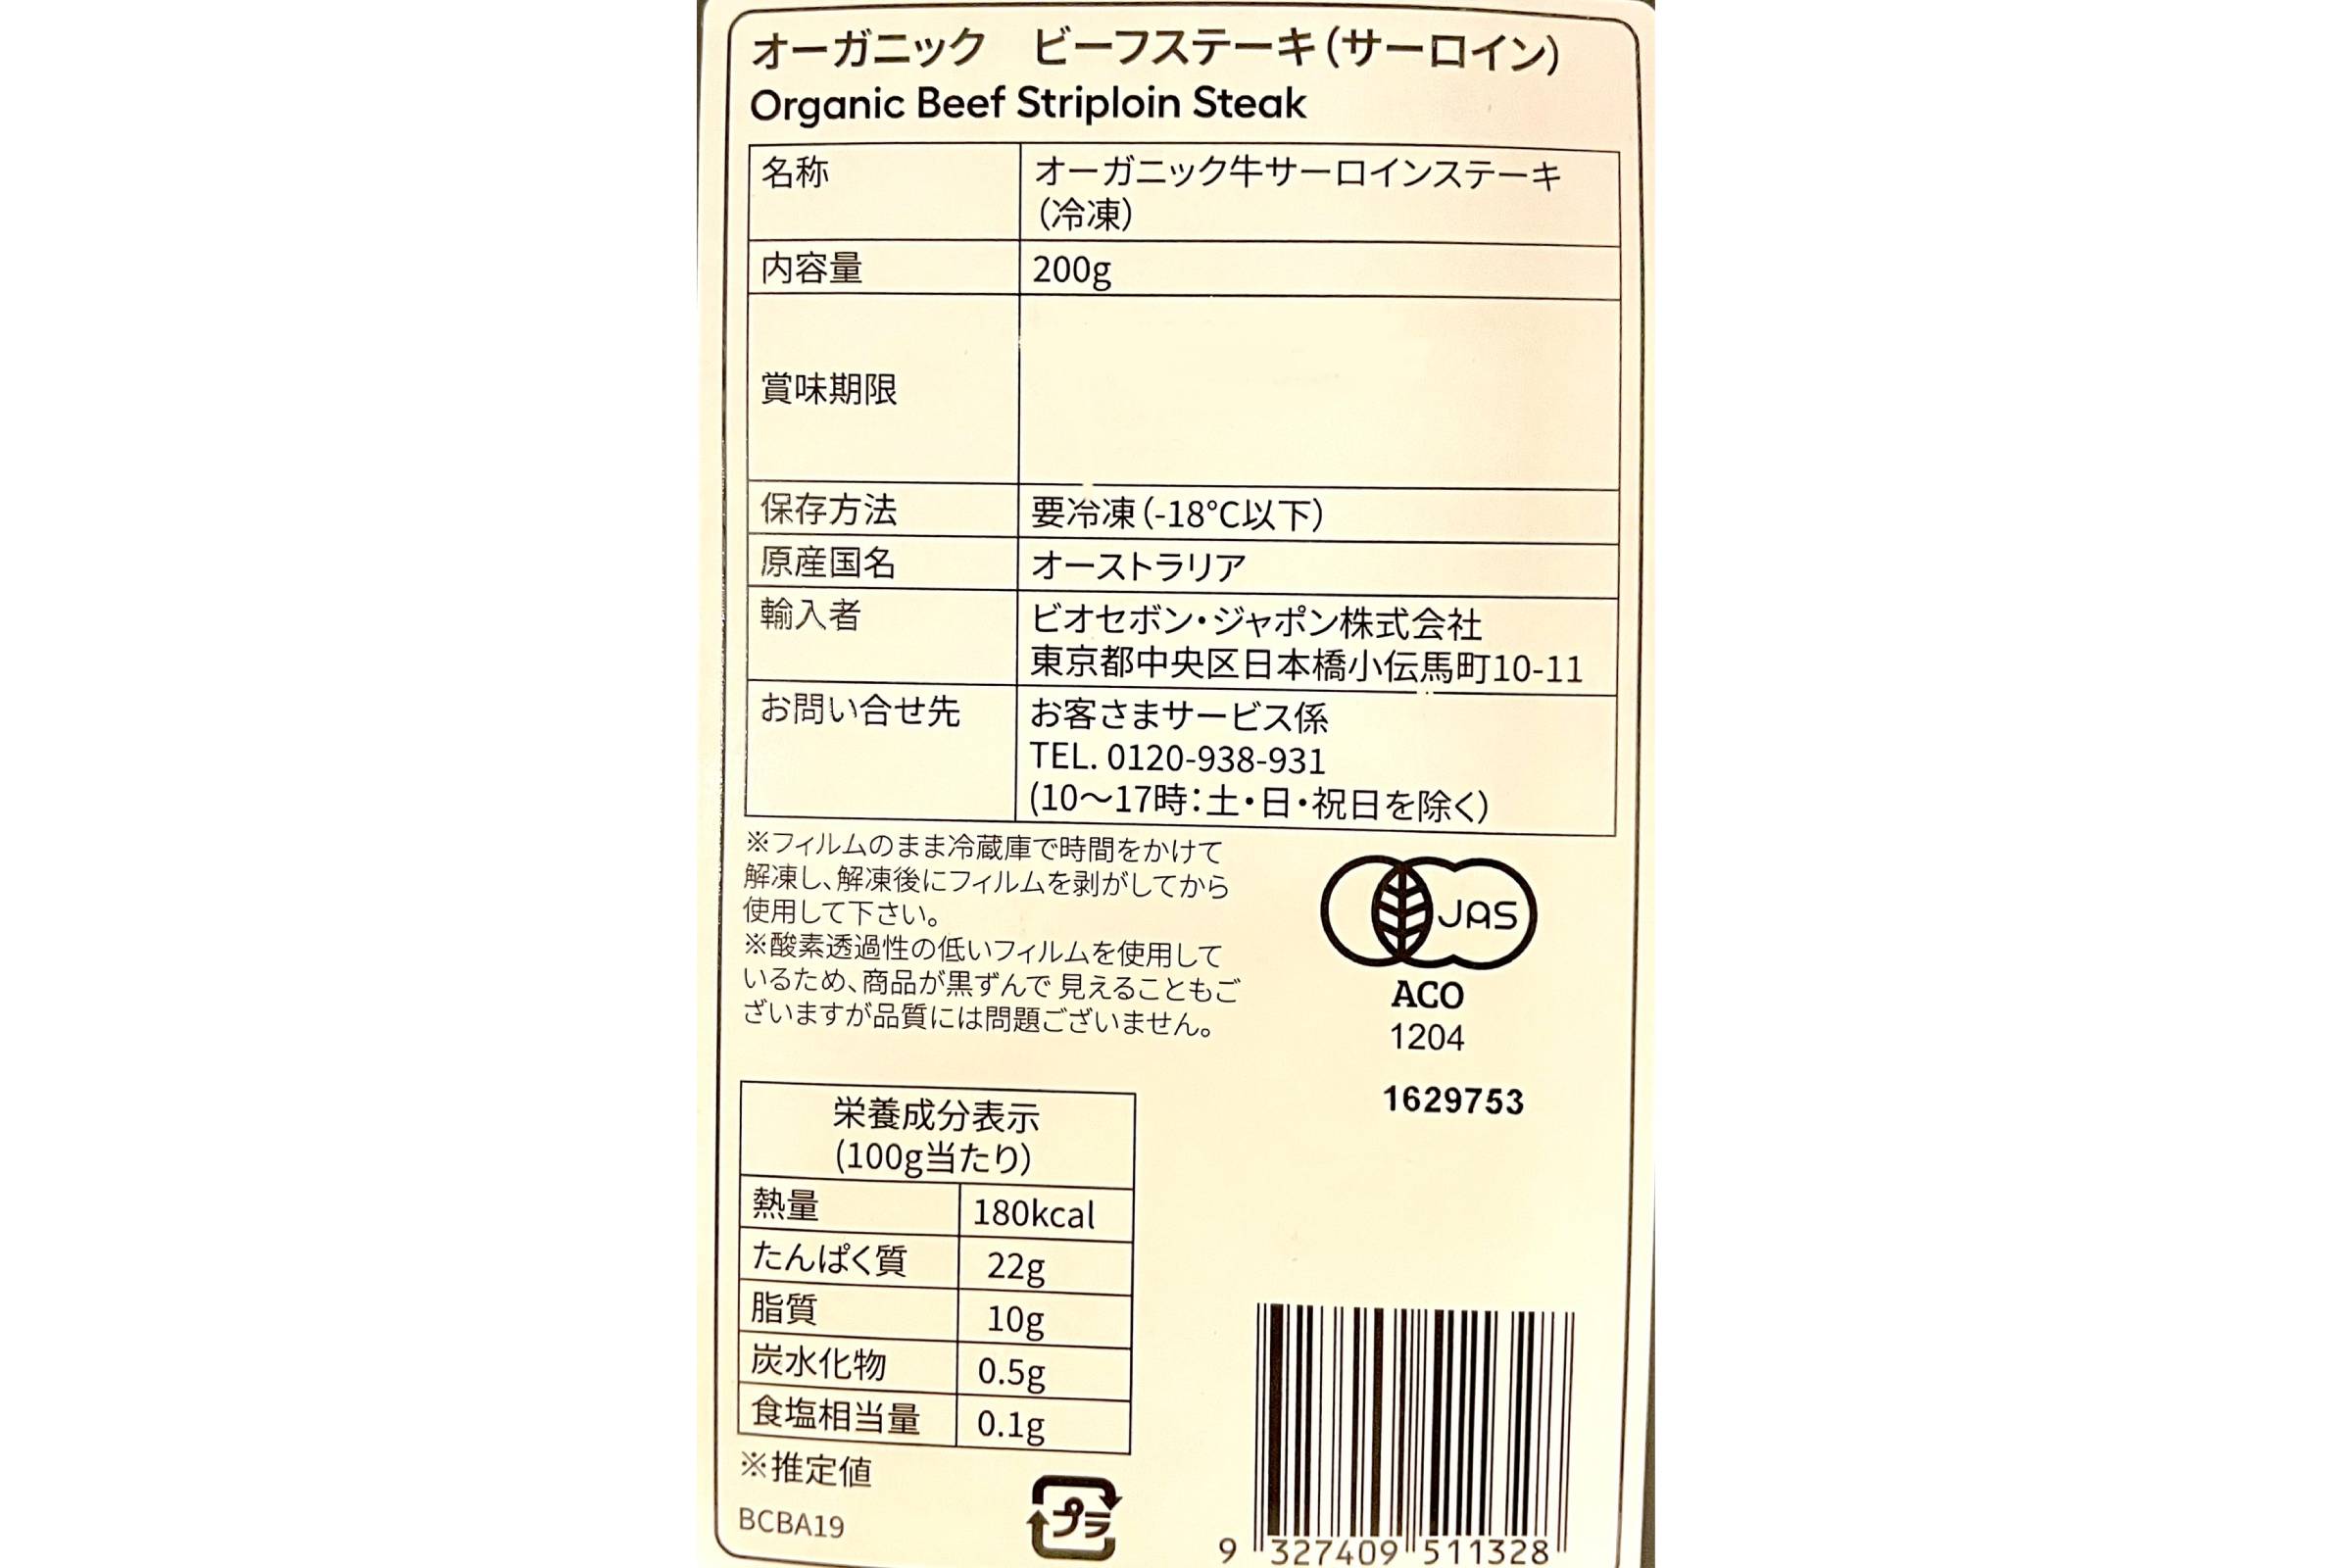 オーガニック　ビーフステーキ（サーロイン）
Organic Beef Striploin Steak
名称
オーガニック牛サーロインステーキ
（冷凍）
内容量
200g
賞味期限
保存方法
要冷凍（-18℃以下）
原産国名
オーストラリア
輸入者
ビオセボン・ジャポン株式会社
東京都中央区日本橋小伝馬町10-11
お問い合せ先
お客さまサービス係
TEL. 0120-938-931
(10～17時：土・日・祝日を除く）
※フィルムのまま冷蔵庫で時間をかけて
解凍し、解凍後にフィルムを剥がしてから
使用して下さい。
※酸素透過性の低いフィルムを使用して
いるため、商品が黒ずんで 見えることもご
ざいますが品質には問題ございません。
JAS
ACO
1204
1629753
栄養成分表示
(100g当たり）
熱量
180kcal
たんぱく質
22g
脂質
10g
炭水化物
0.5g
食塩相当量
0.1g
※推定値
BCBA19
プラ
9 327409 511328